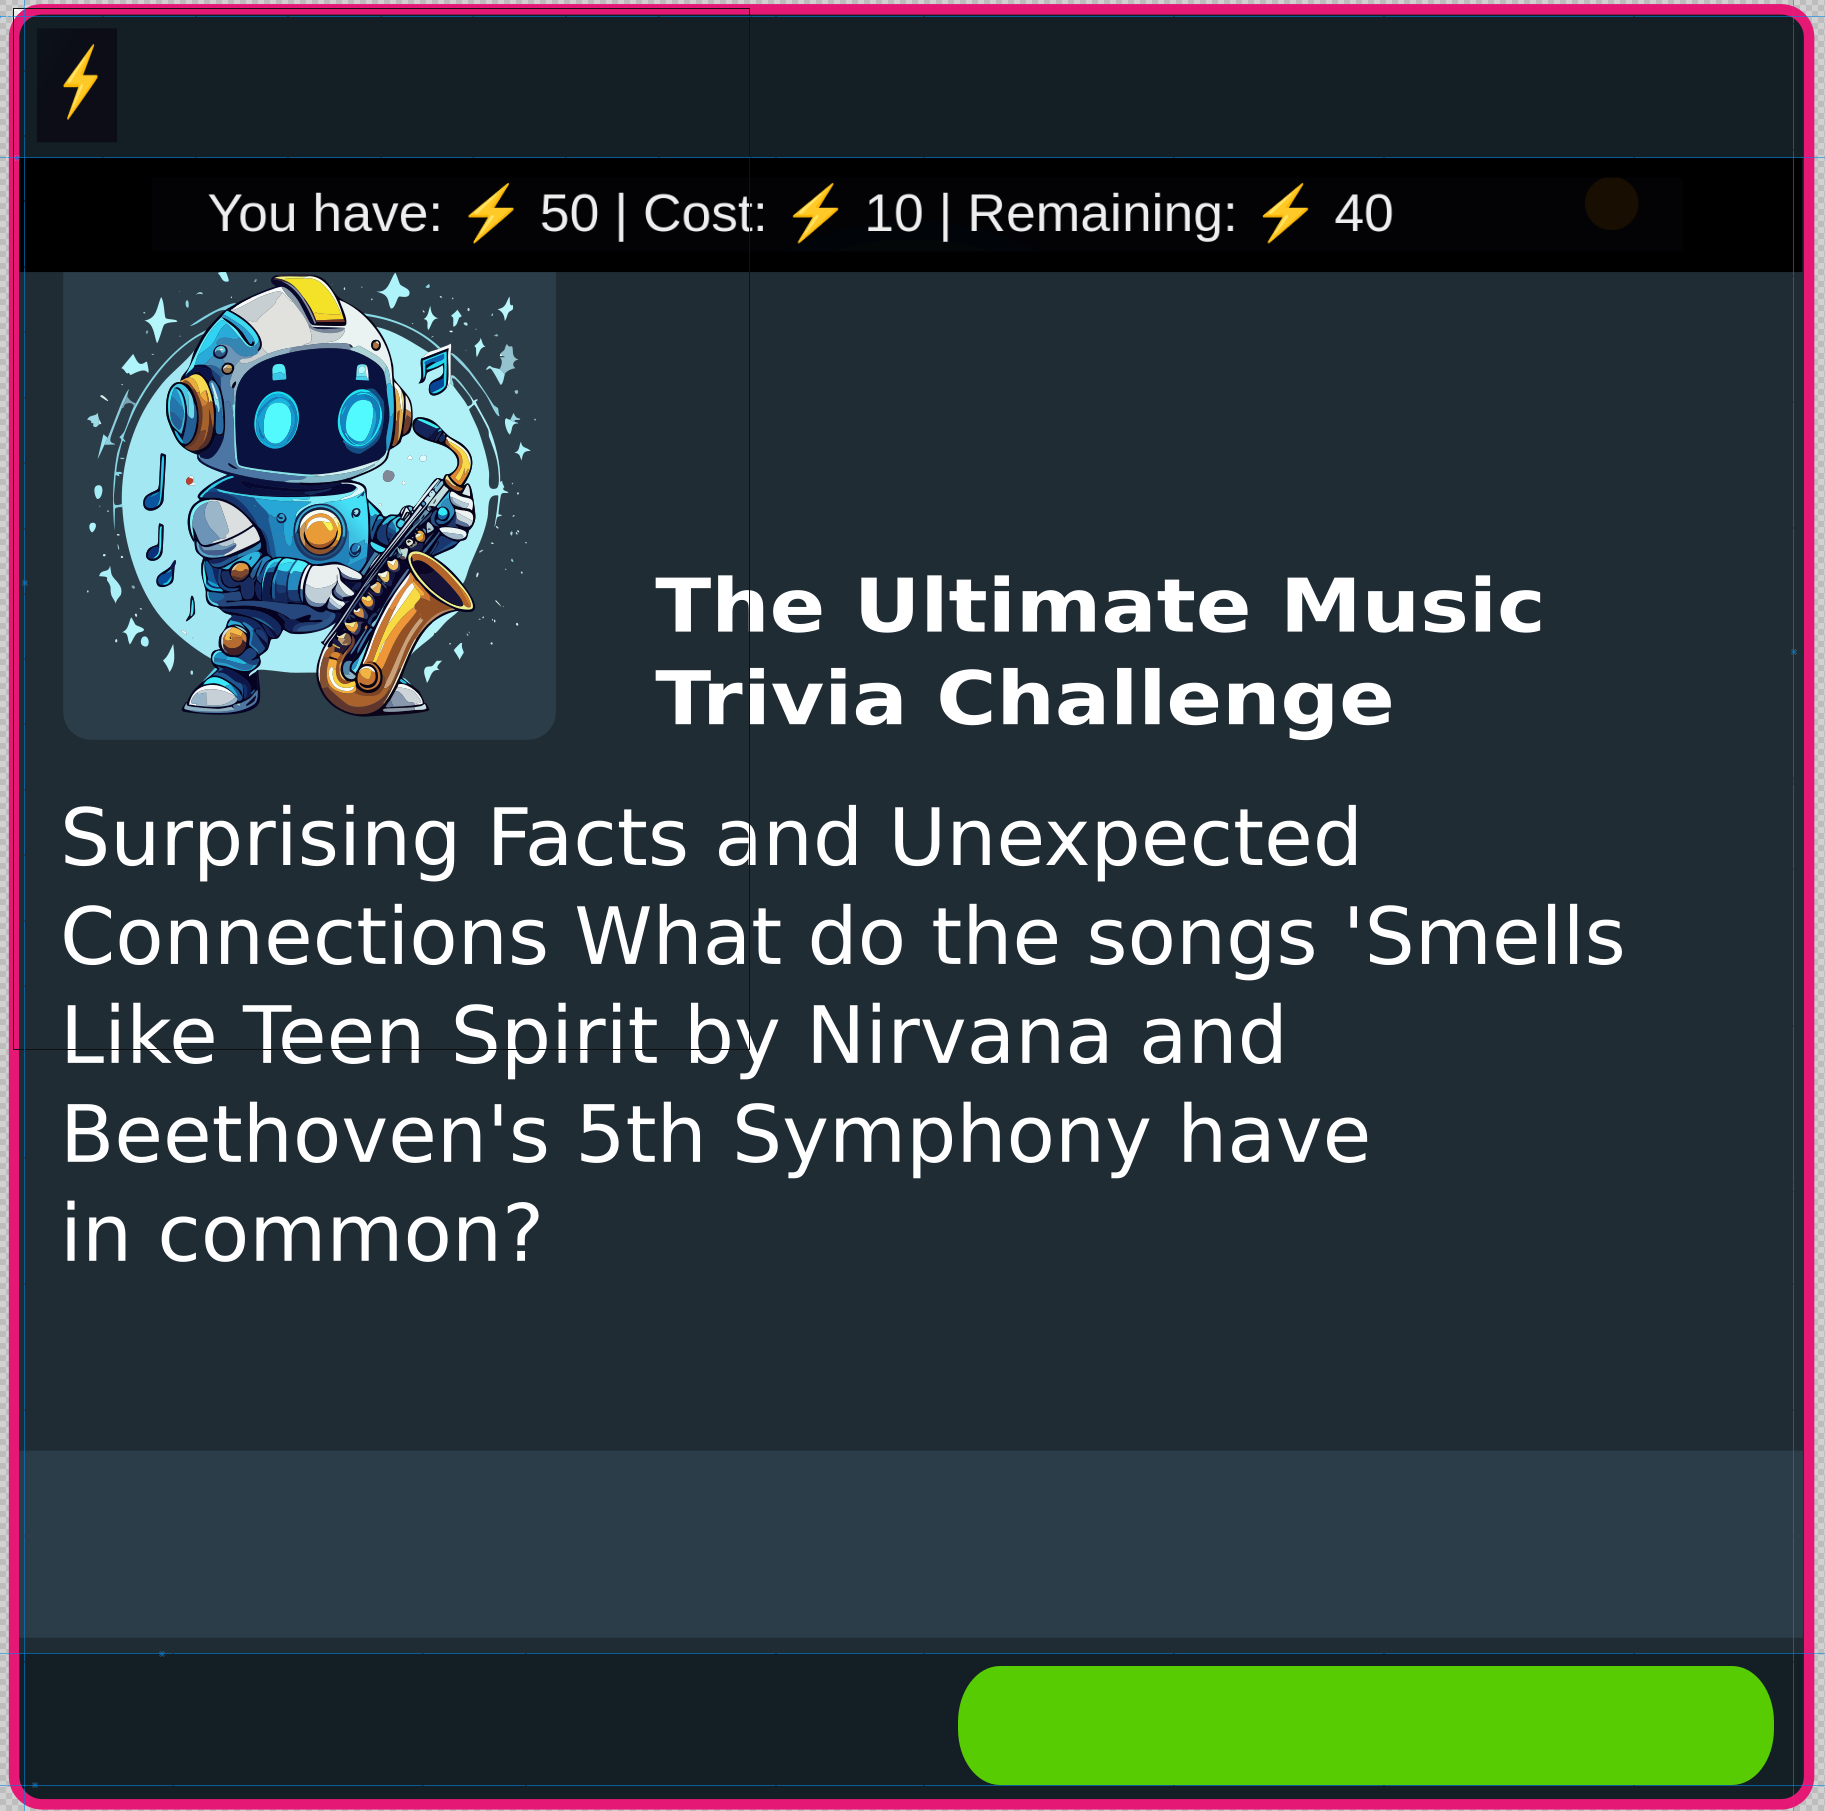 You have: ⚡ 50 | Cost: ⚡ 10 | Remaining: ⚡ 40
The Ultimate Music
Trivia Challenge
Surprising Facts and Unexpected
Connections What do the songs 'Smells
Like Teen Spirit by Nirvana and
Beethoven's 5th Symphony have
in common?